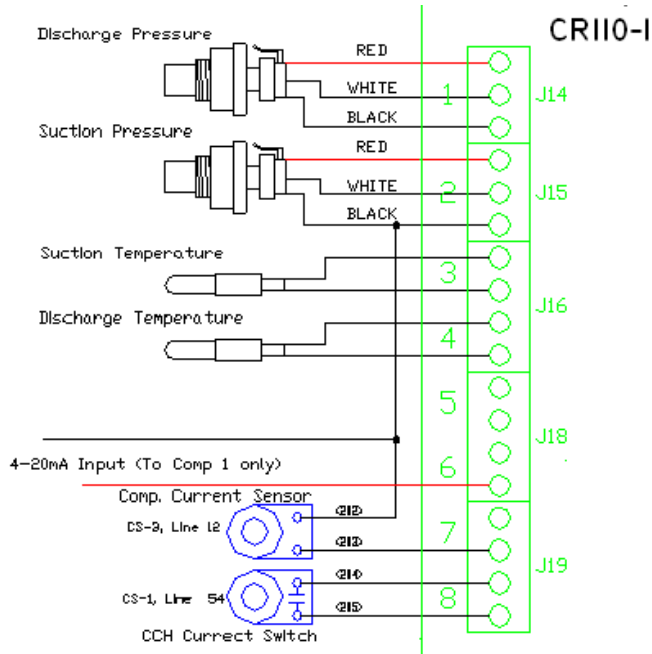 CR110-1
Discharge Pressure
RED
WHITE
BLACK
1
J14
Suction Pressure
RED
WHITE
BLACK
2
J15
Suction Temperature
3
J16
Discharge Temperature
4
5
J18
4-20mA Input (To Comp 1 only)
6
Comp. Current Sensor
CS-3, Line 12
212
213
7
J19
CS-1, Line 54
214
215
8
CCH Currect Switch